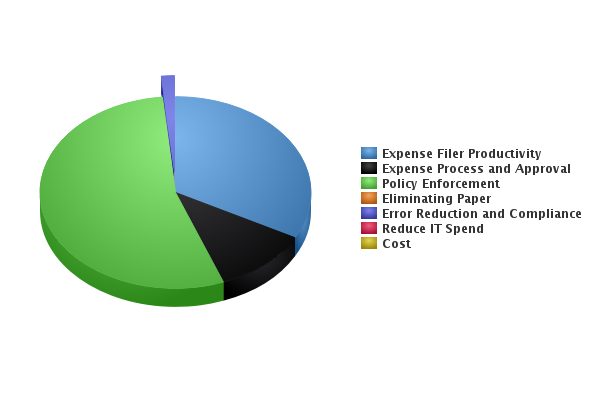 Expense Filer Productivity
Expense Process and Approval
Policy Enforcement
Eliminating Paper
Error Reduction and Compliance
Reduce IT Spend
Cost